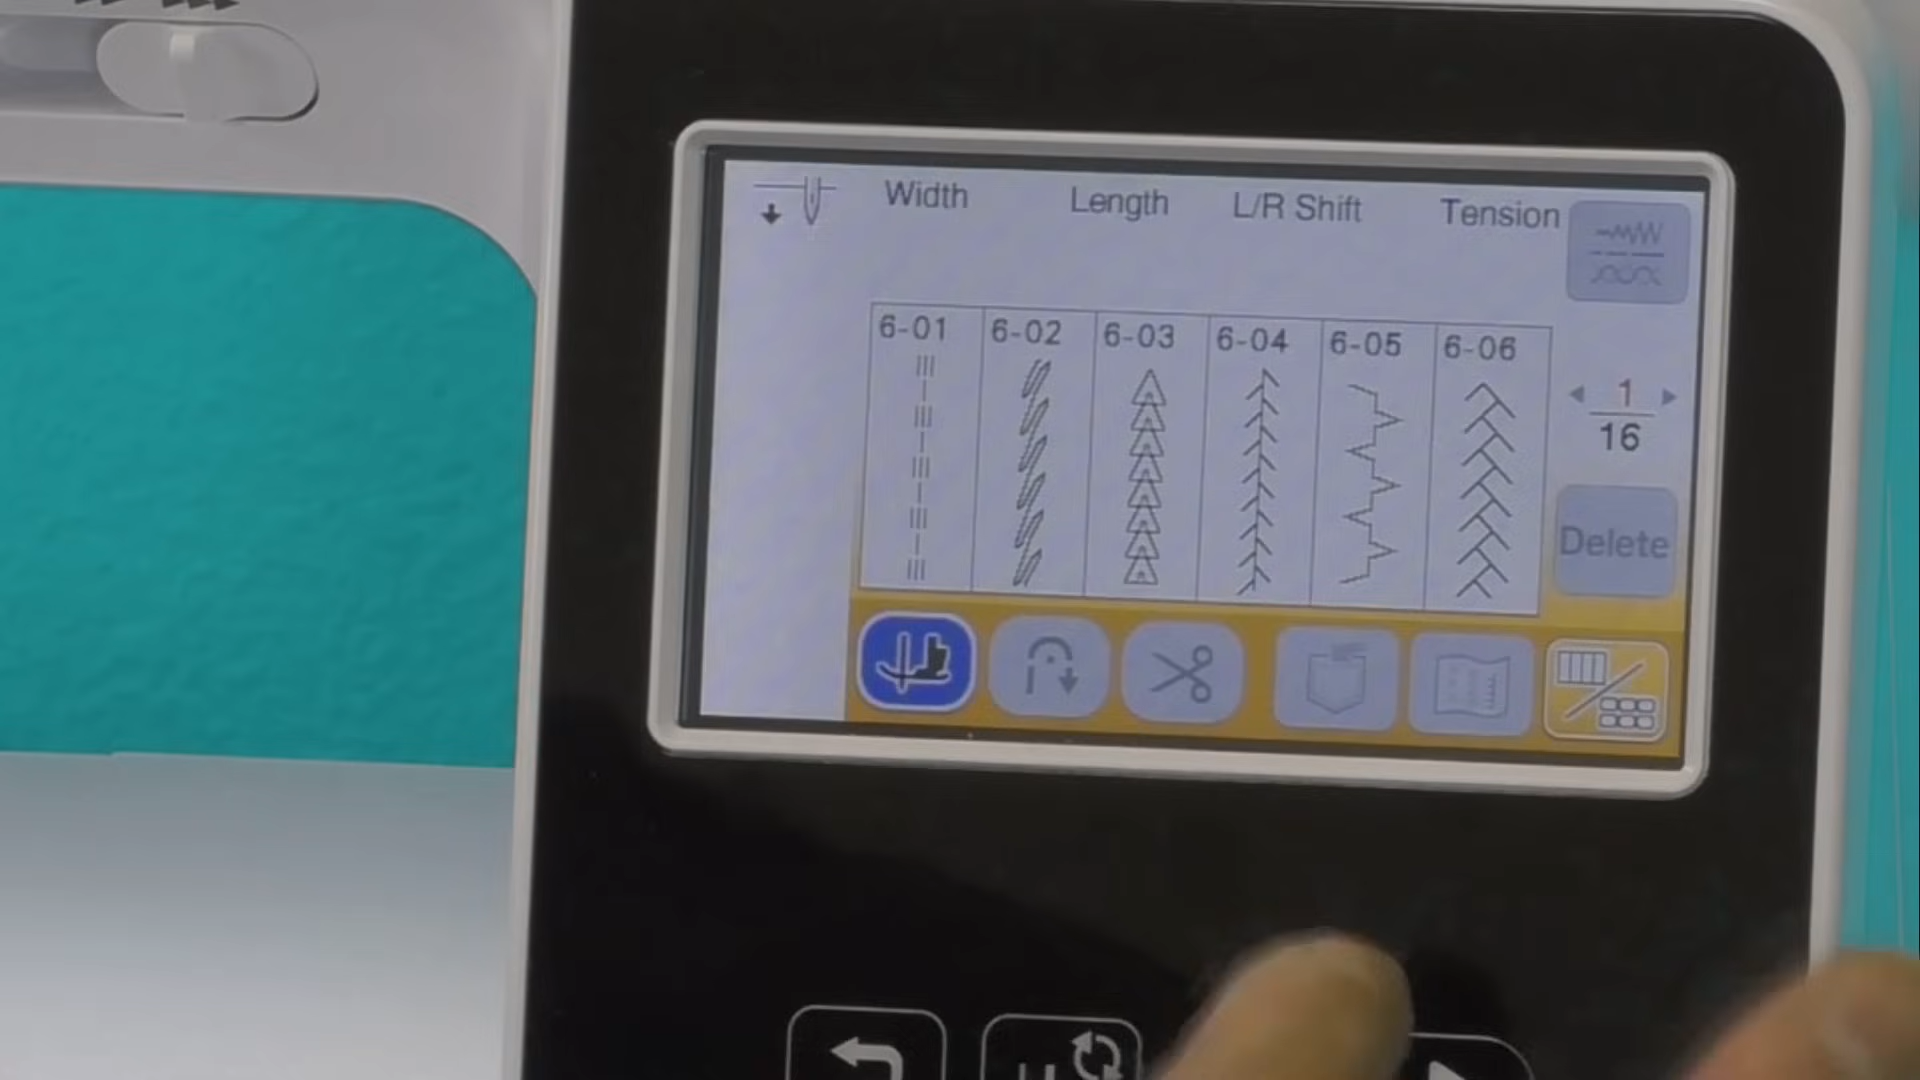 Width Length L/R Shift Tension
6-01 6-02 6-03 6-04 6-05 6-06
1
16
Delete